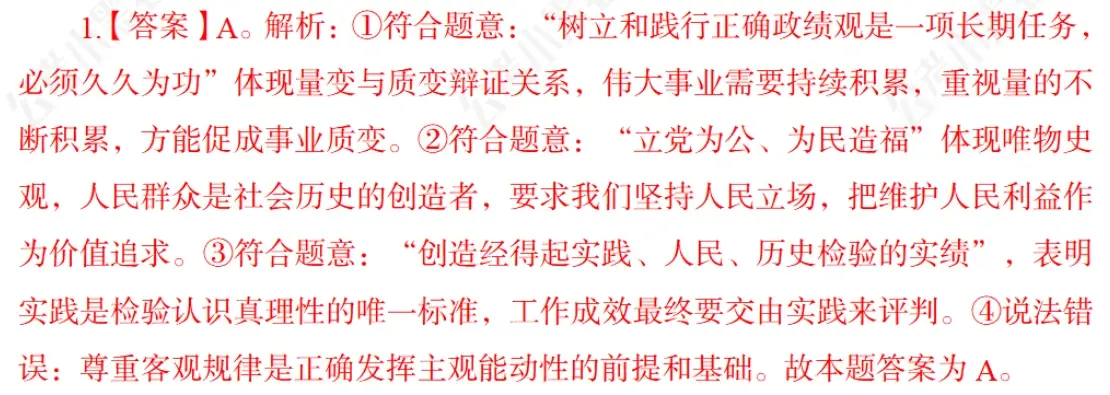 1.【答案】A。解析：①符合题意：“树立和践行正确政绩观是一项长期任务，
必须久久为功”体现量变与质变辩证关系，伟大事业需要持续积累，重视量的不
断积累，方能促成事业质变。②符合题意：“立党为公、为民造福”体现唯物史
观，人民群众是社会历史的创造者，要求我们坚持人民立场，把维护人民利益作
为价值追求。③符合题意：“创造经得起实践、人民、历史检验的实绩”，表明
实践是检验认识真理性的唯一标准，工作成效最终要交由实践来评判。④说法错
误：尊重客观规律是正确发挥主观能动性的前提和基础。故本题答案为 A。